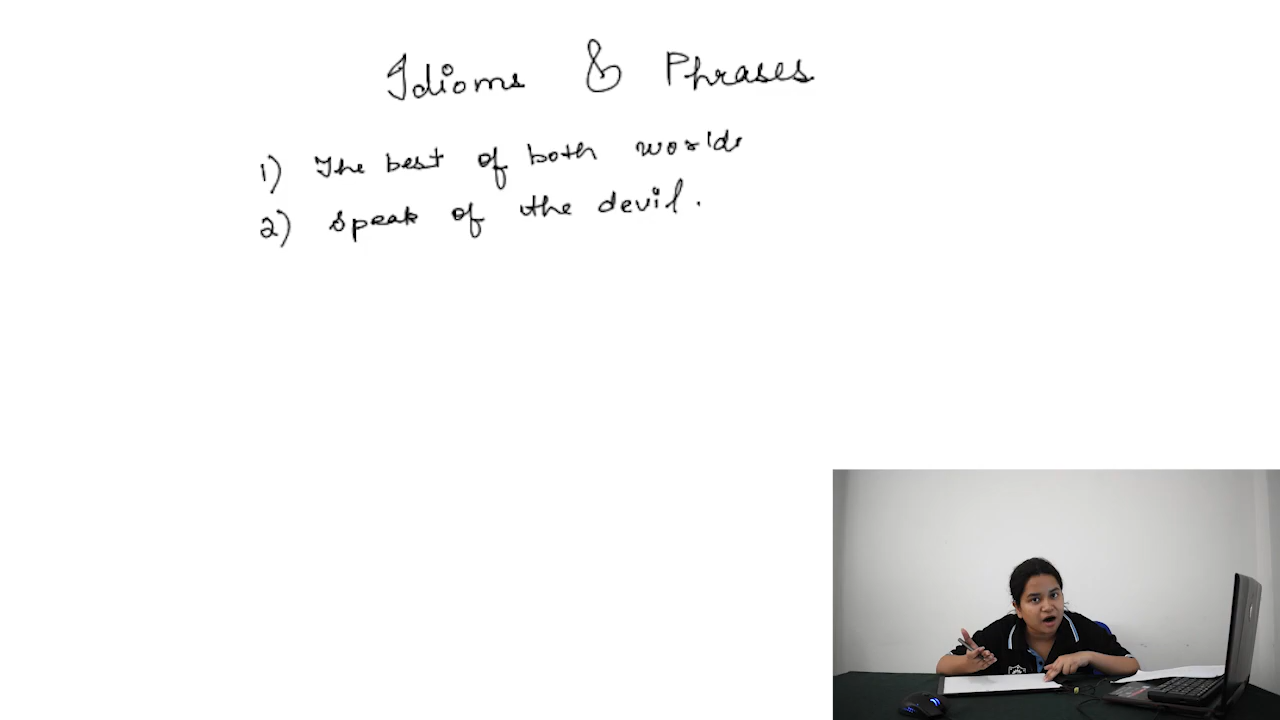 Idioms & Phrases
1) The best of both worlds
2) speak of the devil.